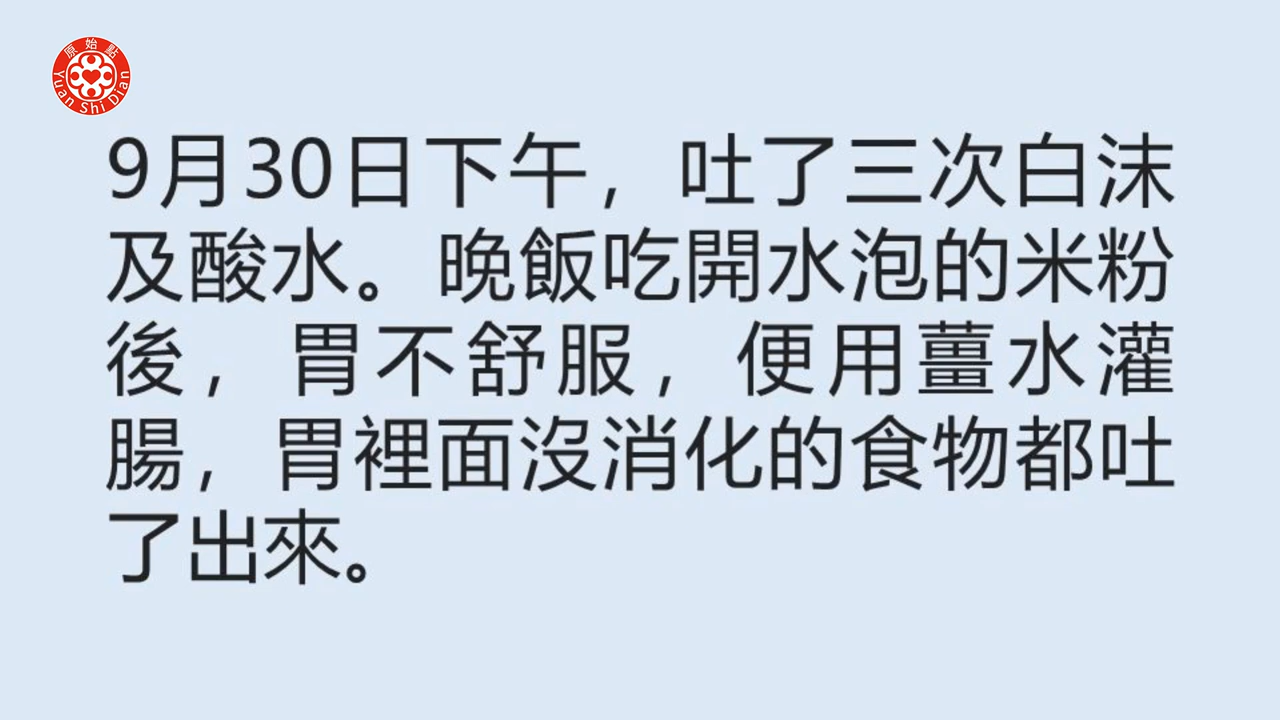 原始點
Yuan Shi Dian
9月30日下午，吐了三次白沫
及酸水。晚飯吃開水泡的米粉
後，胃不舒服，便用薑水灌
腸，胃裡面沒消化的食物都吐
了出來。